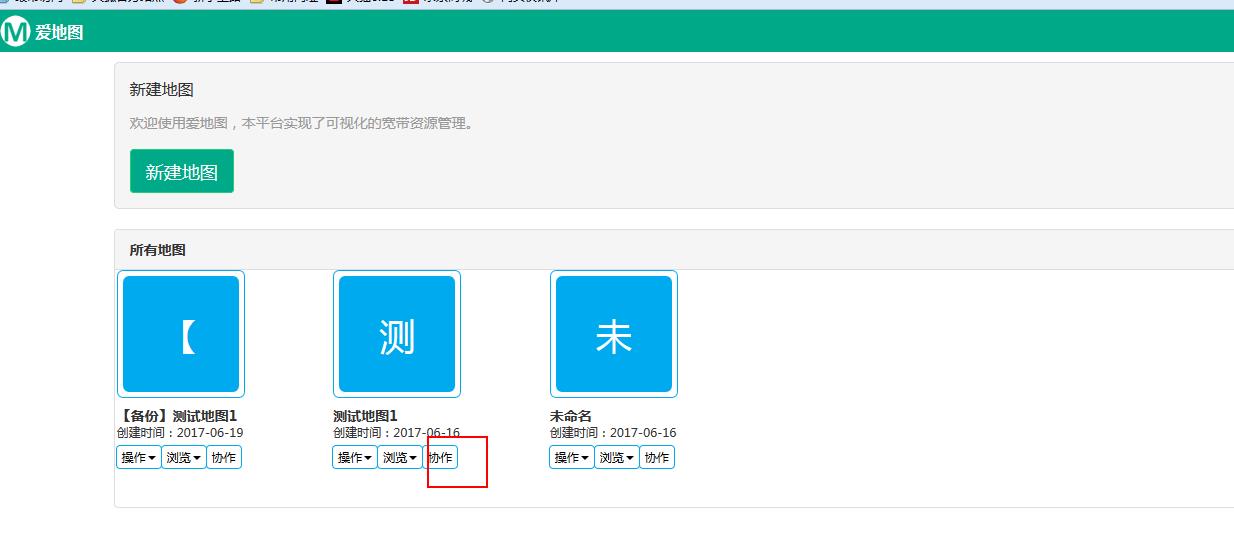 M 爱地图
新建地图
欢迎使用爱地图，本平台实现了可视化的宽带资源管理。
新建地图
所有地图
【 测 未
【备份】测试地图1 测试地图1 未命名
创建时间：2017-06-19 创建时间：2017-06-16 创建时间：2017-06-16
操作 浏览 协作 操作 浏览 协作 操作 浏览 协作